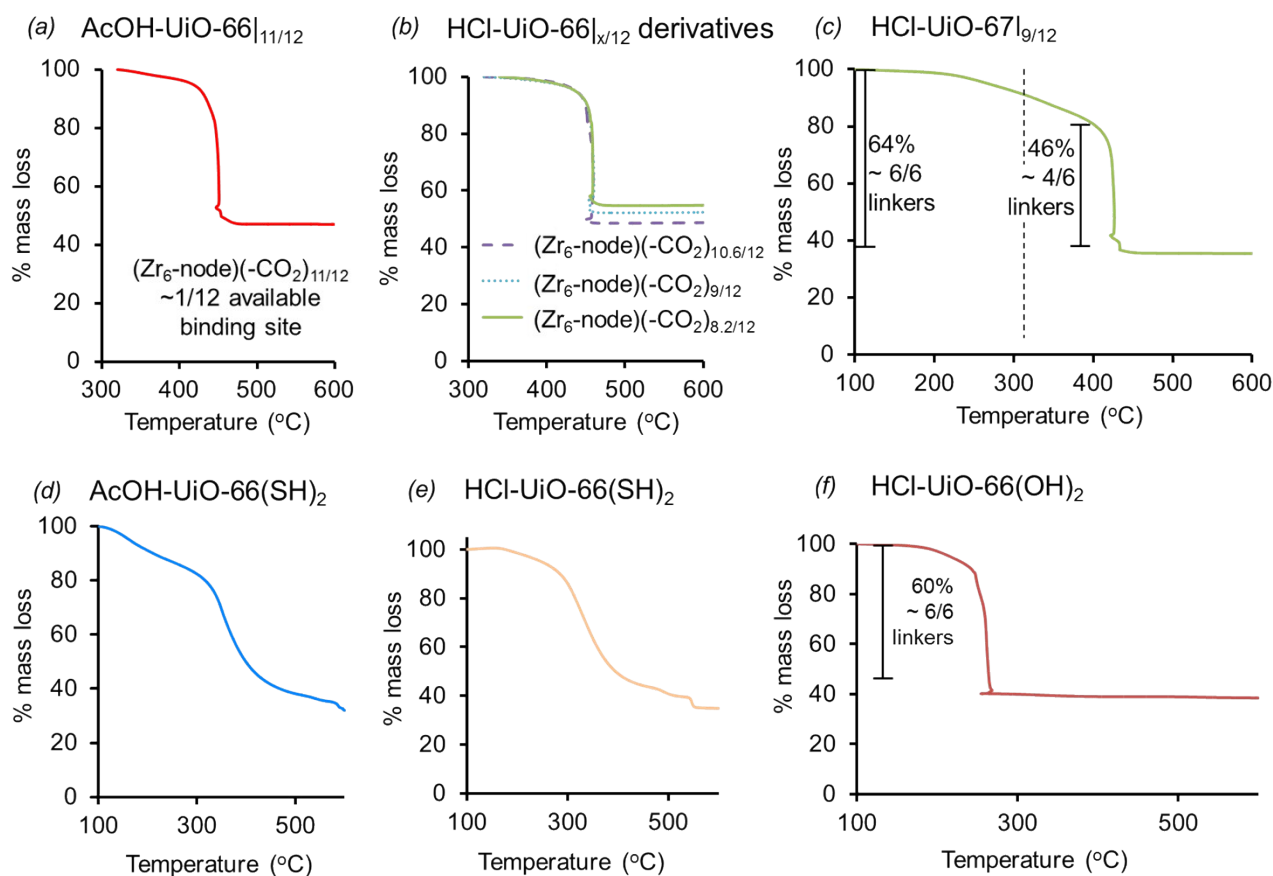 (a) AcOH-UiO-66|11/12
100
80
60
40
20
0
300
400
500
600
% mass loss
Temperature (oC)
(Zr6-node)(-CO2)11/12
~1/12 available
binding site
(b) HCl-UiO-66|x/12 derivatives
100
80
60
40
20
0
300
400
500
600
% mass loss
Temperature (oC)
(Zr6-node)(-CO2)10.6/12
(Zr6-node)(-CO2)9/12
(Zr6-node)(-CO2)8.2/12
(c) HCl-UiO-67|9/12
100
80
60
40
20
0
100
200
300
400
500
600
% mass loss
Temperature (oC)
64%
~ 6/6
linkers
46%
~ 4/6
linkers
(d) AcOH-UiO-66(SH)2
100
80
60
40
20
0
100
300
500
% mass loss
Temperature (oC)
(e) HCl-UiO-66(SH)2
100
80
60
40
20
0
100
300
500
% mass loss
Temperature (oC)
(f) HCl-UiO-66(OH)2
100
80
60
40
20
0
100
300
500
% mass loss
Temperature (oC)
60%
~ 6/6
linkers